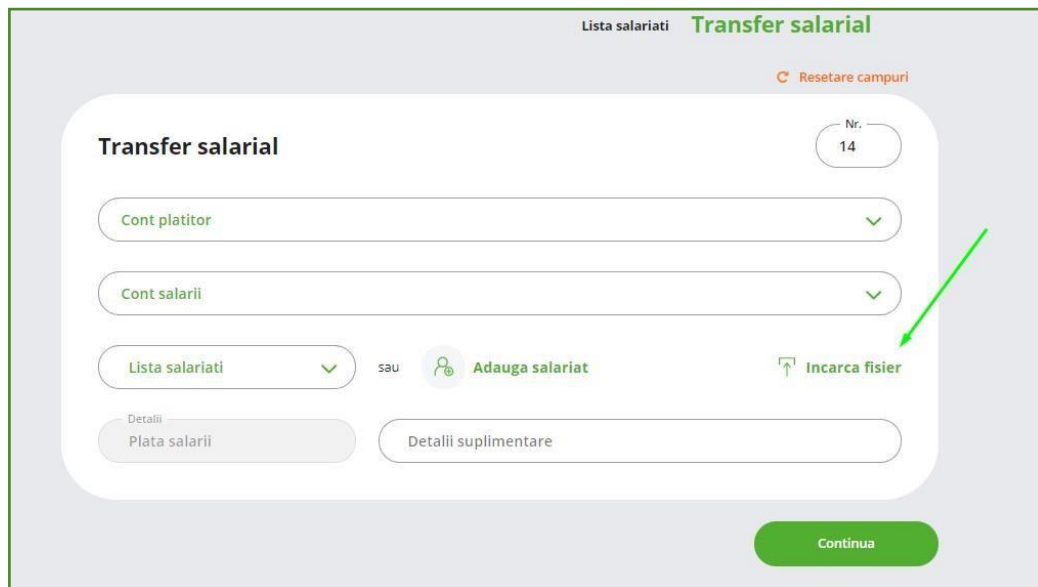 Lista salariati Transfer salarial
Resetare campuri
Transfer salarial
Nr.
14
Cont platitor
Cont salarii
Lista salariati sau Adauga salariat Incarca fisier
Detalii
Plata salarii Detalii suplimentare
Continua